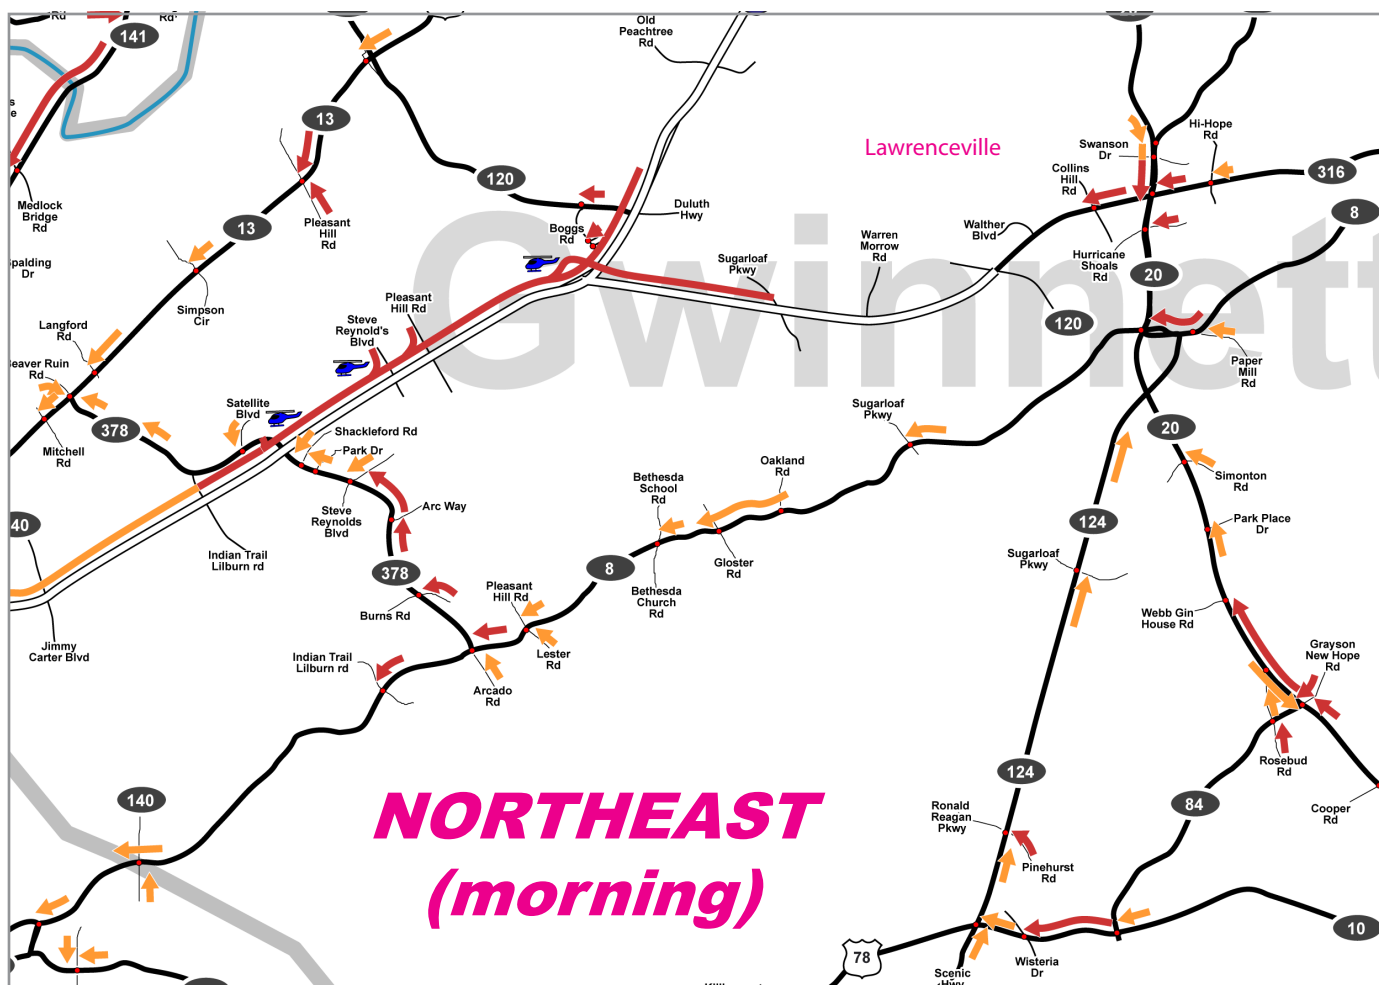 Rd
Rd
141
Old
Peachtree
Rd
13
Hi-Hope
Rd
Swanson
Dr
Lawrenceville
Collins
Hill
Rd
316
120
Medlock
Bridge
Rd
Pleasant
Hill
Rd
13
Duluth
Hwy
8
Boggs
Rd
Walther
Blvd
Warren
Morrow
Rd
Gwinnett
Hurricane
Shoals
Rd
Sugarloaf
Pkwy
20
Dr
Simpson
Cir
Pleasant
Hill Rd
Steve
Reynold's
Blvd
120
Langford
Rd
Beaver Ruin
Rd
Paper
Mill
Rd
Satellite
Blvd
Sugarloaf
Pkwy
378
Shackleford Rd
Park Dr
20
Mitchell
Rd
Oakland
Rd
Bethesda
School
Rd
Simonton
Rd
Arc Way
Steve
Reynolds
Blvd
124
Park Place
Dr
40
Indian Trail
Lilburn rd
Sugarloaf
Pkwy
Gloster
Rd
8
378
Pleasant
Hill Rd
Bethesda
Church
Rd
Burns Rd
Webb Gin
House Rd
Jimmy
Carter Blvd
Indian Trail
Lilburn rd
Lester
Rd
Grayson
New Hope
Rd
Arcado
Rd
124
Rosebud
Rd
140
NORTHEAST
(morning)
84
Ronald
Reagan
Pkwy
Cooper
Rd
Pinehurst
Rd
10
78
Wisteria
Dr
Scenic
Hwy